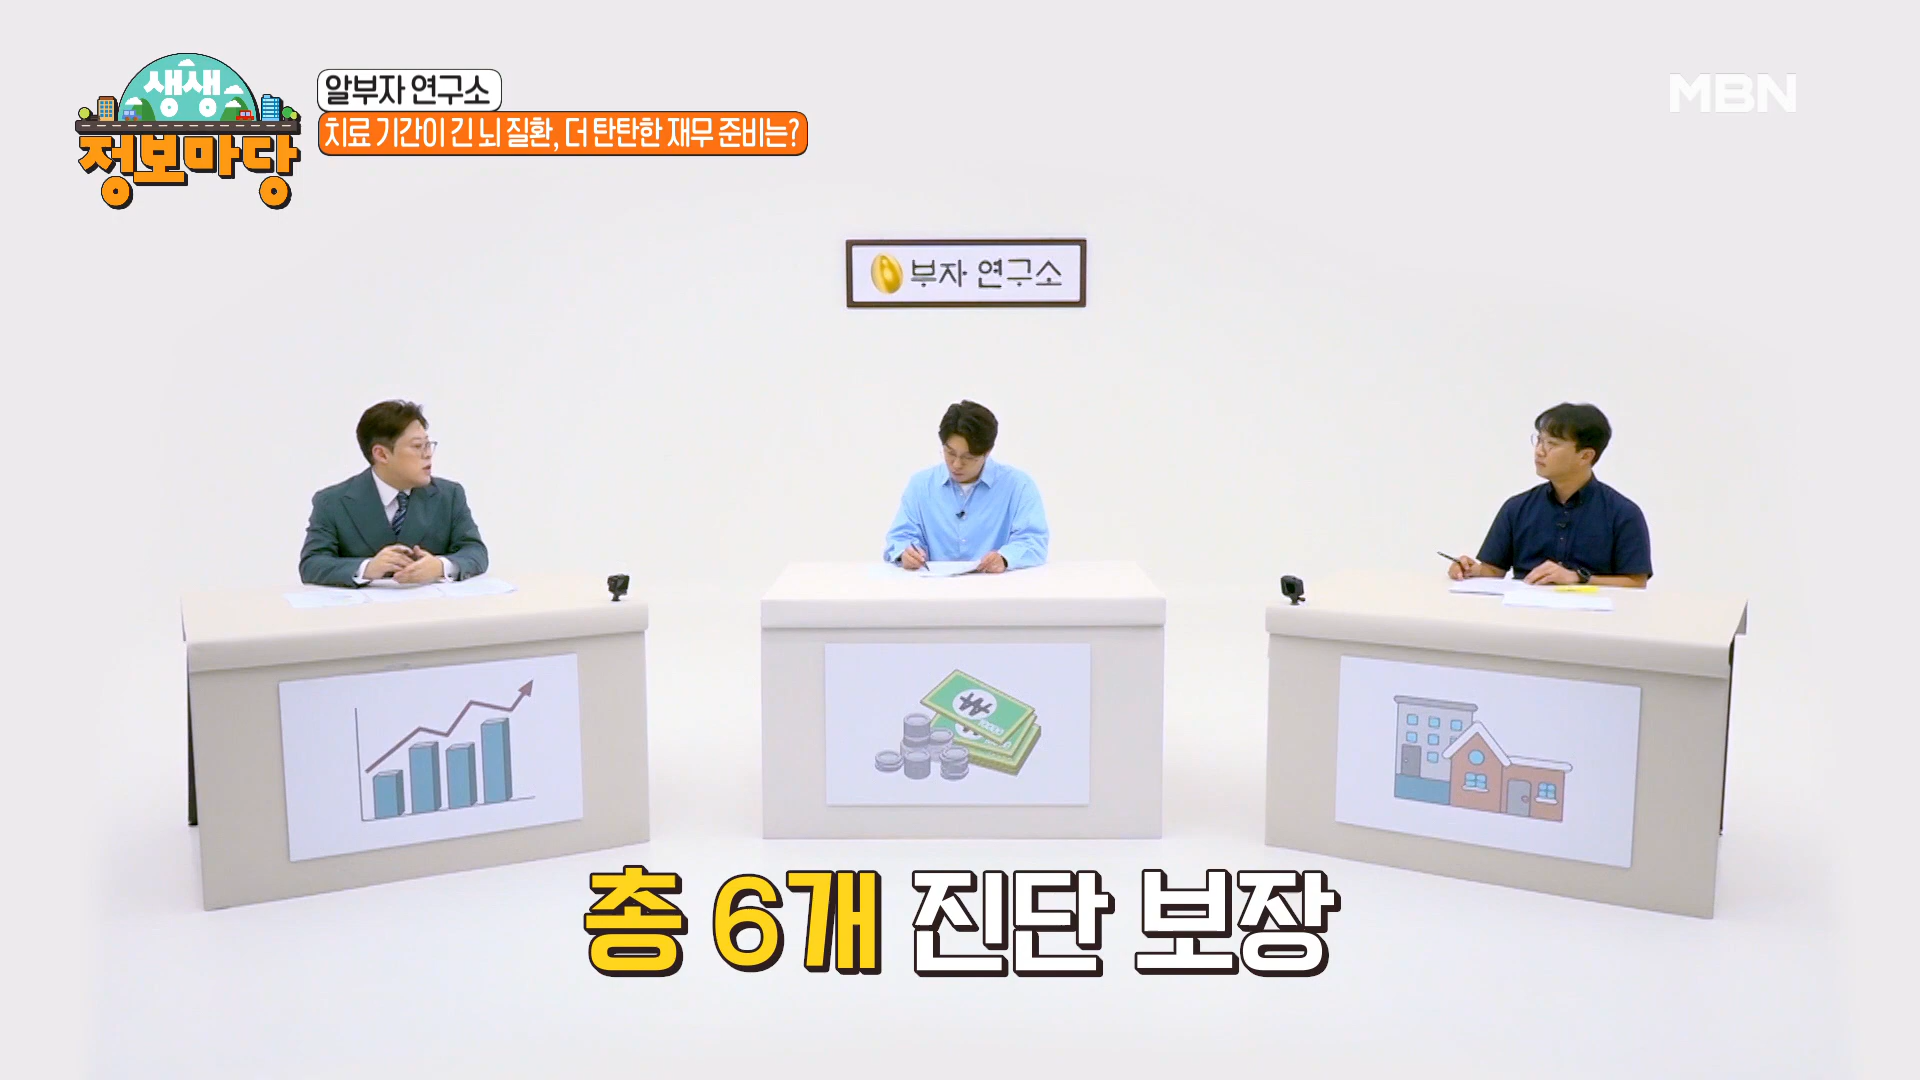 생생
정보마당
알부자 연구소
치료 기간이 긴 뇌 질환, 더 탄탄한 재무 준비는?
MBN
부자 연구소
₩
10000
총 6개 진단 보장